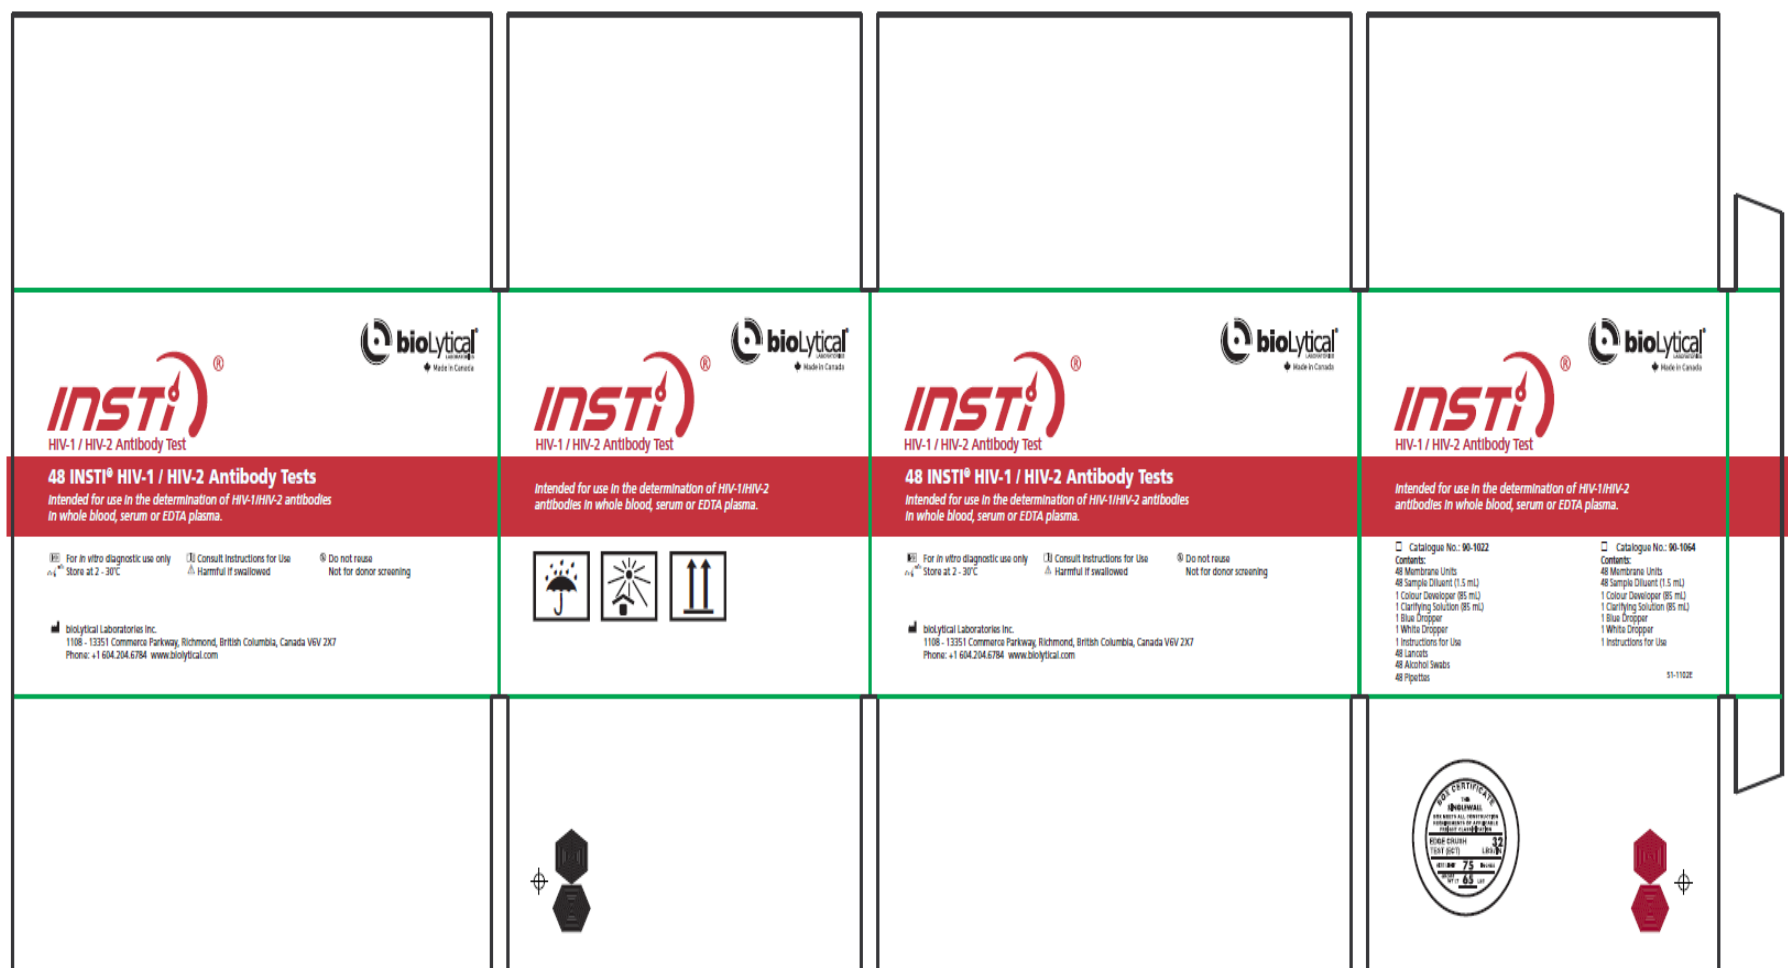 bioLytical®
LABORATORIES
Made in Canada
INSTI®
HIV-1 / HIV-2 Antibody Test
48 INSTI® HIV-1 / HIV-2 Antibody Tests
Intended for use in the determination of HIV-1/HIV-2 antibodies
in whole blood, serum or EDTA plasma.
For in vitro diagnostic use only
Store at 2 - 30°C
Consult Instructions for Use
Harmful if swallowed
Do not reuse
Not for donor screening
bioLytical Laboratories Inc.
1108 - 13351 Commerce Parkway, Richmond, British Columbia, Canada V6V 2X7
Phone: +1 604.204.6784 www.biolytical.com
bioLytical®
LABORATORIES
Made in Canada
INSTI®
HIV-1 / HIV-2 Antibody Test
Intended for use in the determination of HIV-1/HIV-2
antibodies in whole blood, serum or EDTA plasma.
bioLytical®
LABORATORIES
Made in Canada
INSTI®
HIV-1 / HIV-2 Antibody Test
48 INSTI® HIV-1 / HIV-2 Antibody Tests
Intended for use in the determination of HIV-1/HIV-2 antibodies
in whole blood, serum or EDTA plasma.
For in vitro diagnostic use only
Store at 2 - 30°C
Consult Instructions for Use
Harmful if swallowed
Do not reuse
Not for donor screening
bioLytical Laboratories Inc.
1108 - 13351 Commerce Parkway, Richmond, British Columbia, Canada V6V 2X7
Phone: +1 604.204.6784 www.biolytical.com
bioLytical®
LABORATORIES
Made in Canada
INSTI®
HIV-1 / HIV-2 Antibody Test
Intended for use in the determination of HIV-1/HIV-2
antibodies in whole blood, serum or EDTA plasma.
Catalogue No.: 90-1022
Contents:
48 Membrane Units
48 Sample Diluent (1.5 mL)
1 Colour Developer (85 mL)
1 Clarifying Solution (85 mL)
1 Blue Dropper
1 White Dropper
1 Instructions for Use
48 Lancets
48 Alcohol Swabs
48 Pipettes
Catalogue No.: 90-1064
Contents:
48 Membrane Units
48 Sample Diluent (1.5 mL)
1 Colour Developer (85 mL)
1 Clarifying Solution (85 mL)
1 Blue Dropper
1 White Dropper
1 Instructions for Use
51-1102E
BOX CERTIFICATE
THIS
SINGLEWALL
BOX MEETS ALL CONSTRUCTION
REQUIREMENTS OF APPLICABLE
FREIGHT CLASSIFICATION
EDGE CRUSH
TEST (ECT)
32
LBS/IN
75
65